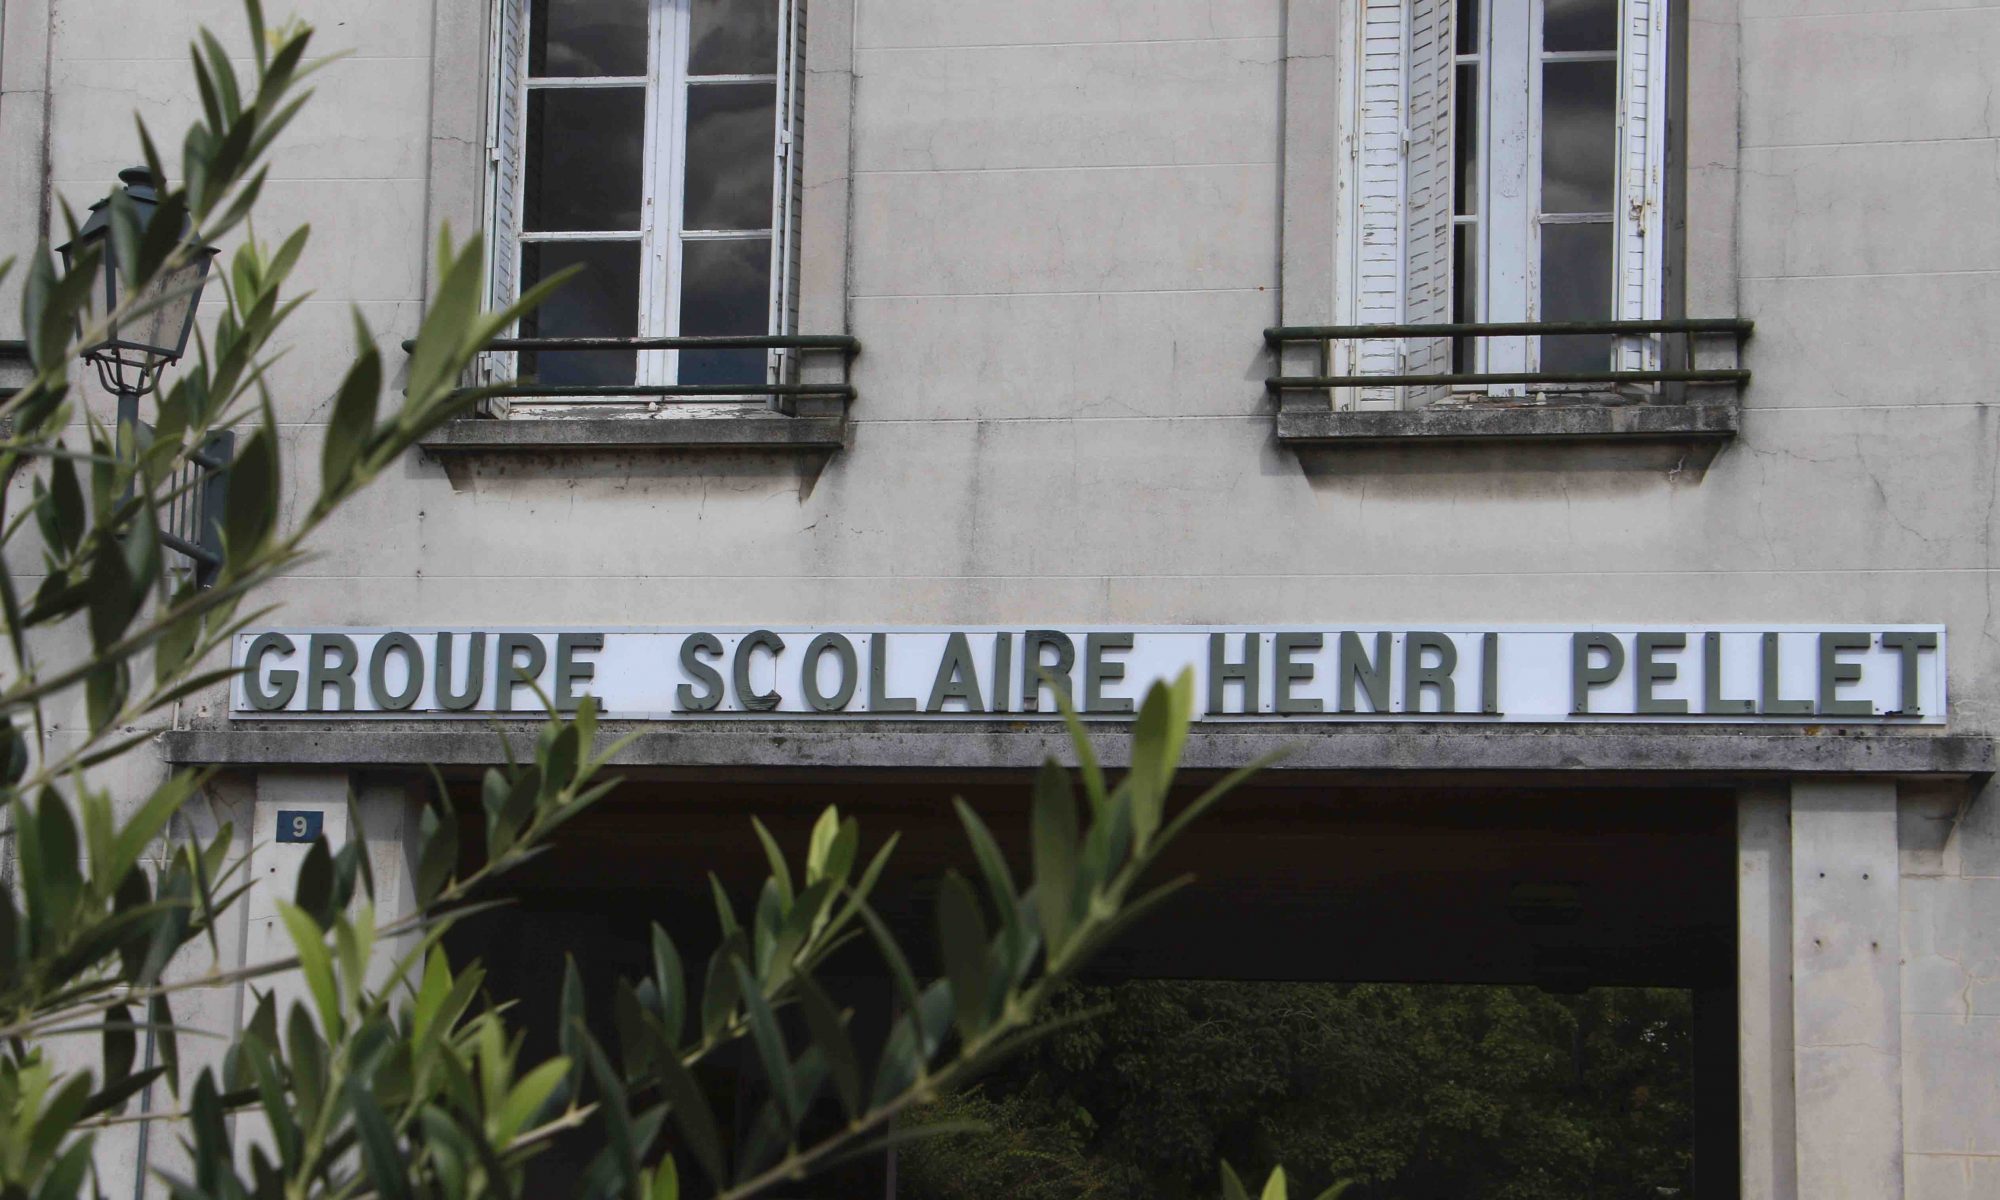 GROUPE SCOLAIRE HENRI PELLET
9